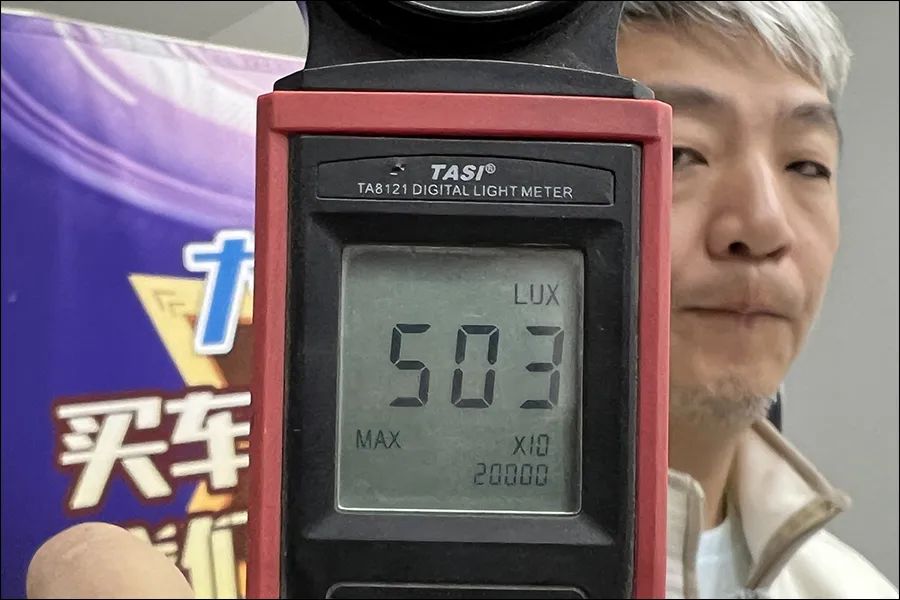 TASI®
TA8121 DIGITAL LIGHT METER
LUX
503
MAX X10
20000
买车